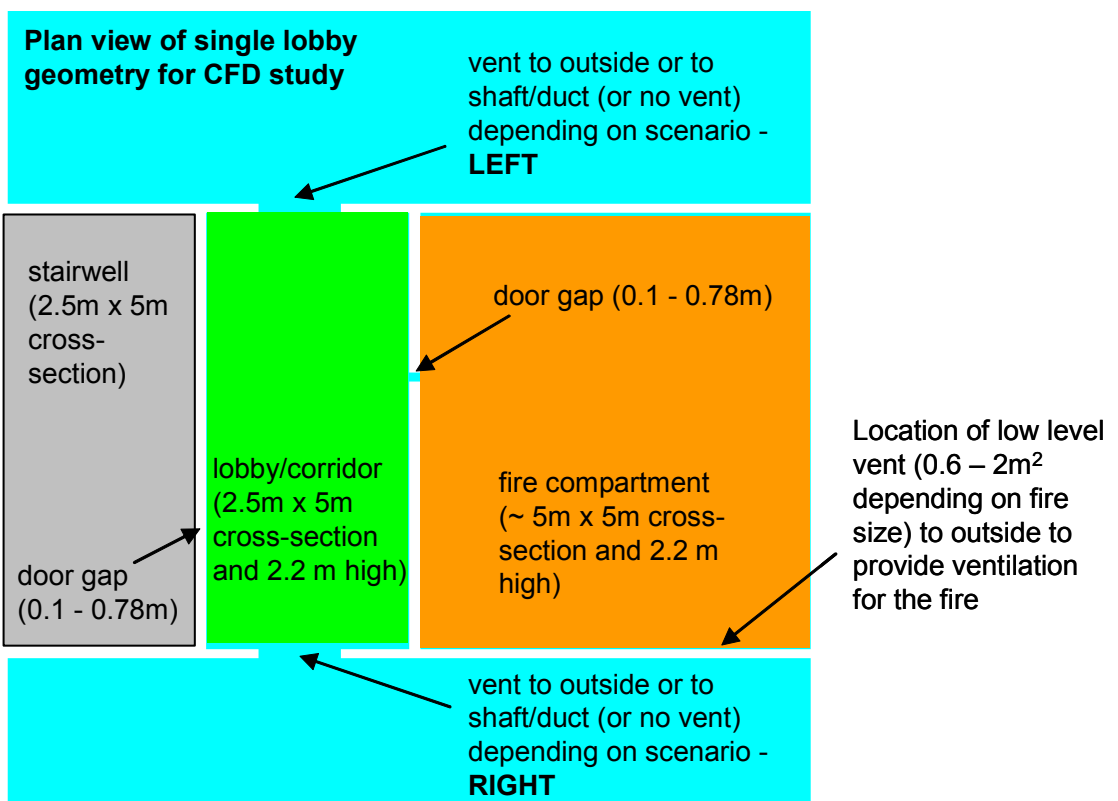 Plan view of single lobby
geometry for CFD study
vent to outside or to
shaft/duct (or no vent)
depending on scenario -
LEFT
stairwell
(2.5m x 5m
cross-
section)
door gap (0.1 - 0.78m)
lobby/corridor
(2.5m x 5m
cross-section
and 2.2 m high)
fire compartment
(~ 5m x 5m cross-
section and 2.2 m
high)
Location of low level
vent (0.6 – 2m²
depending on fire
size) to outside to
provide ventilation
for the fire
door gap
(0.1 - 0.78m)
vent to outside or to
shaft/duct (or no vent)
depending on scenario -
RIGHT